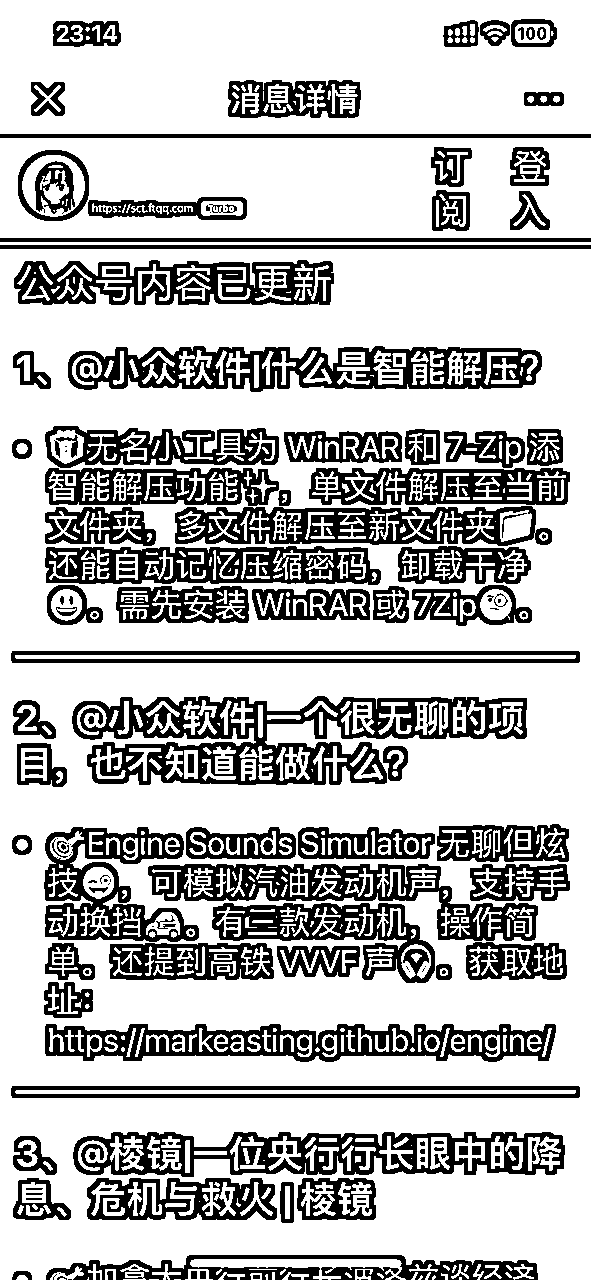 23:14
100
消息详情
https://sct.ftqq.com Turbo
订阅 登入
公众号内容已更新
1、@小众软件|什么是智能解压?
🎁无名小工具为 WinRAR 和 7-Zip 添
智能解压功能✨，单文件解压至当前
文件夹，多文件解压至新文件夹📁。
还能自动记忆压缩密码，卸载干净
😃。需先安装 WinRAR 或 7Zip🧐。
2、@小众软件|一个很无聊的项
目，也不知道能做什么?
🎯Engine Sounds Simulator 无聊但炫
技😜，可模拟汽油发动机声，支持手
动换挡🚗。有三款发动机，操作简
单。还提到高铁 VVVF 声🎧。获取地
址:
https://markeasting.github.io/engine/
3、@棱镜|一位央行行长眼中的降
息、危机与救火 | 棱镜